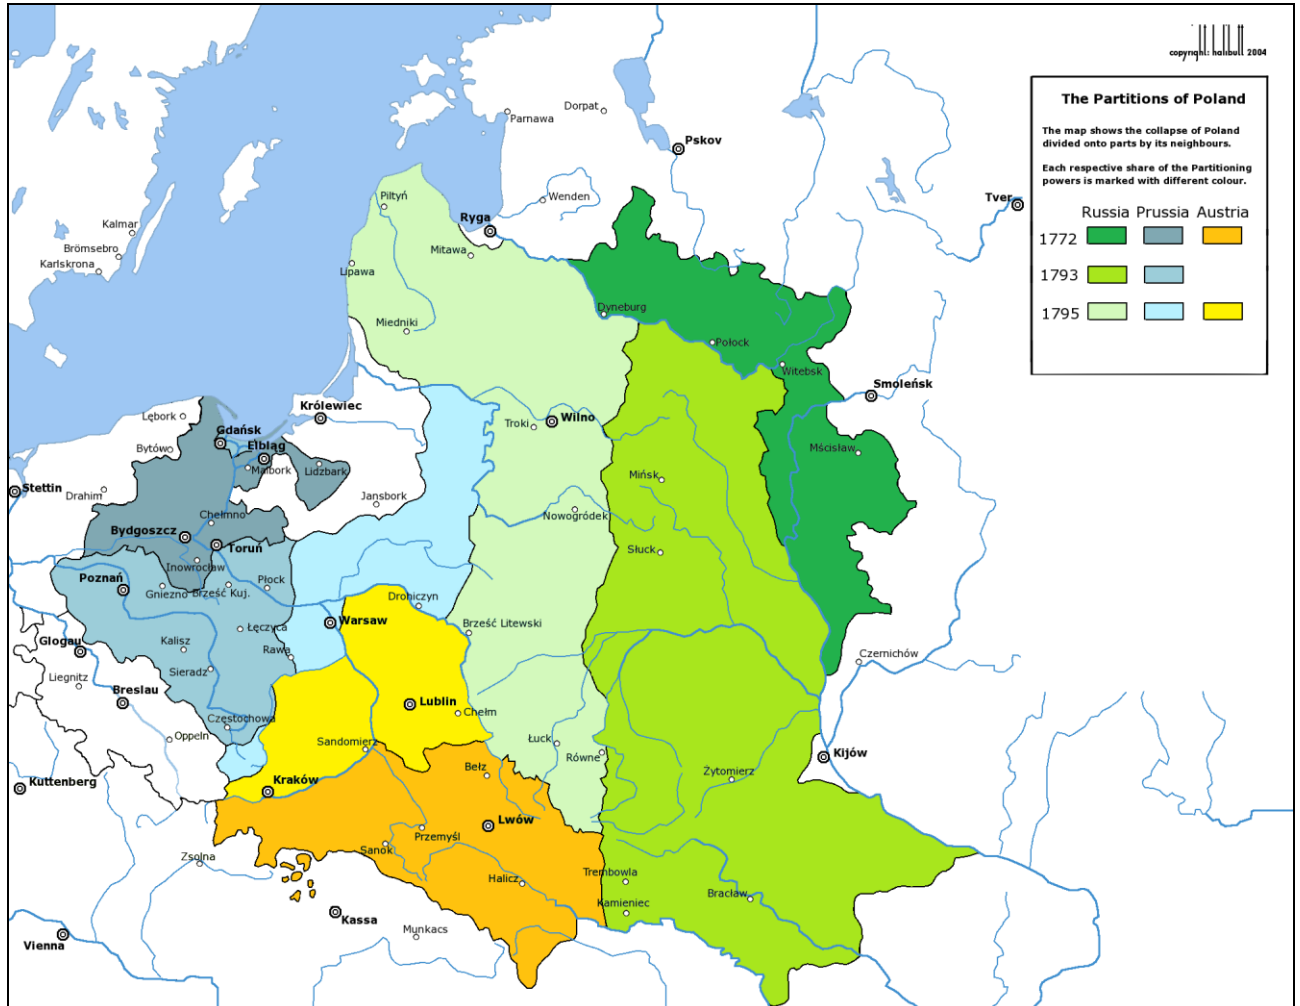 copyright: halibutt 2004
The Partitions of Poland
The map shows the collapse of Poland
divided onto parts by its neighbours.
Each respective share of the Partitioning
powers is marked with different colour.
Russia Prussia Austria
1772
1793
1795
Parnawa
Dorpat
Pskov
Piltyń
Wenden
Tver
Kalmar
Ryga
Brömsebro
Mitawa
Karlskrona
Lipawa
Dyneburg
Miedniki
Połock
Witebsk
Smoleńsk
Królewiec
Lębork
Troki
Wilno
Gdańsk
Bytów
Elbląg
Mścisław
Malbork
Lidzbark
Mińsk
Stettin
Drahim
Jansbork
Nowogródek
Chełmno
Bydgoszcz
Toruń
Słuck
Inowrocław
Poznań
Gniezno
Brześć Kuj.
Płock
Drohiczyn
Warsaw
Brześć Litewski
Łęczyca
Glogau
Kalisz
Rawa
Czernichów
Liegnitz
Sieradz
Breslau
Lublin
Chełm
Częstochowa
Oppeln
Sandomierz
Łuck
Równe
Kijów
Bełz
Żytomierz
Kuttenberg
Kraków
Lwów
Przemyśl
Sanok
Zsolna
Trembowla
Halicz
Bracław
Kamieniec
Kassa
Munkacs
Vienna